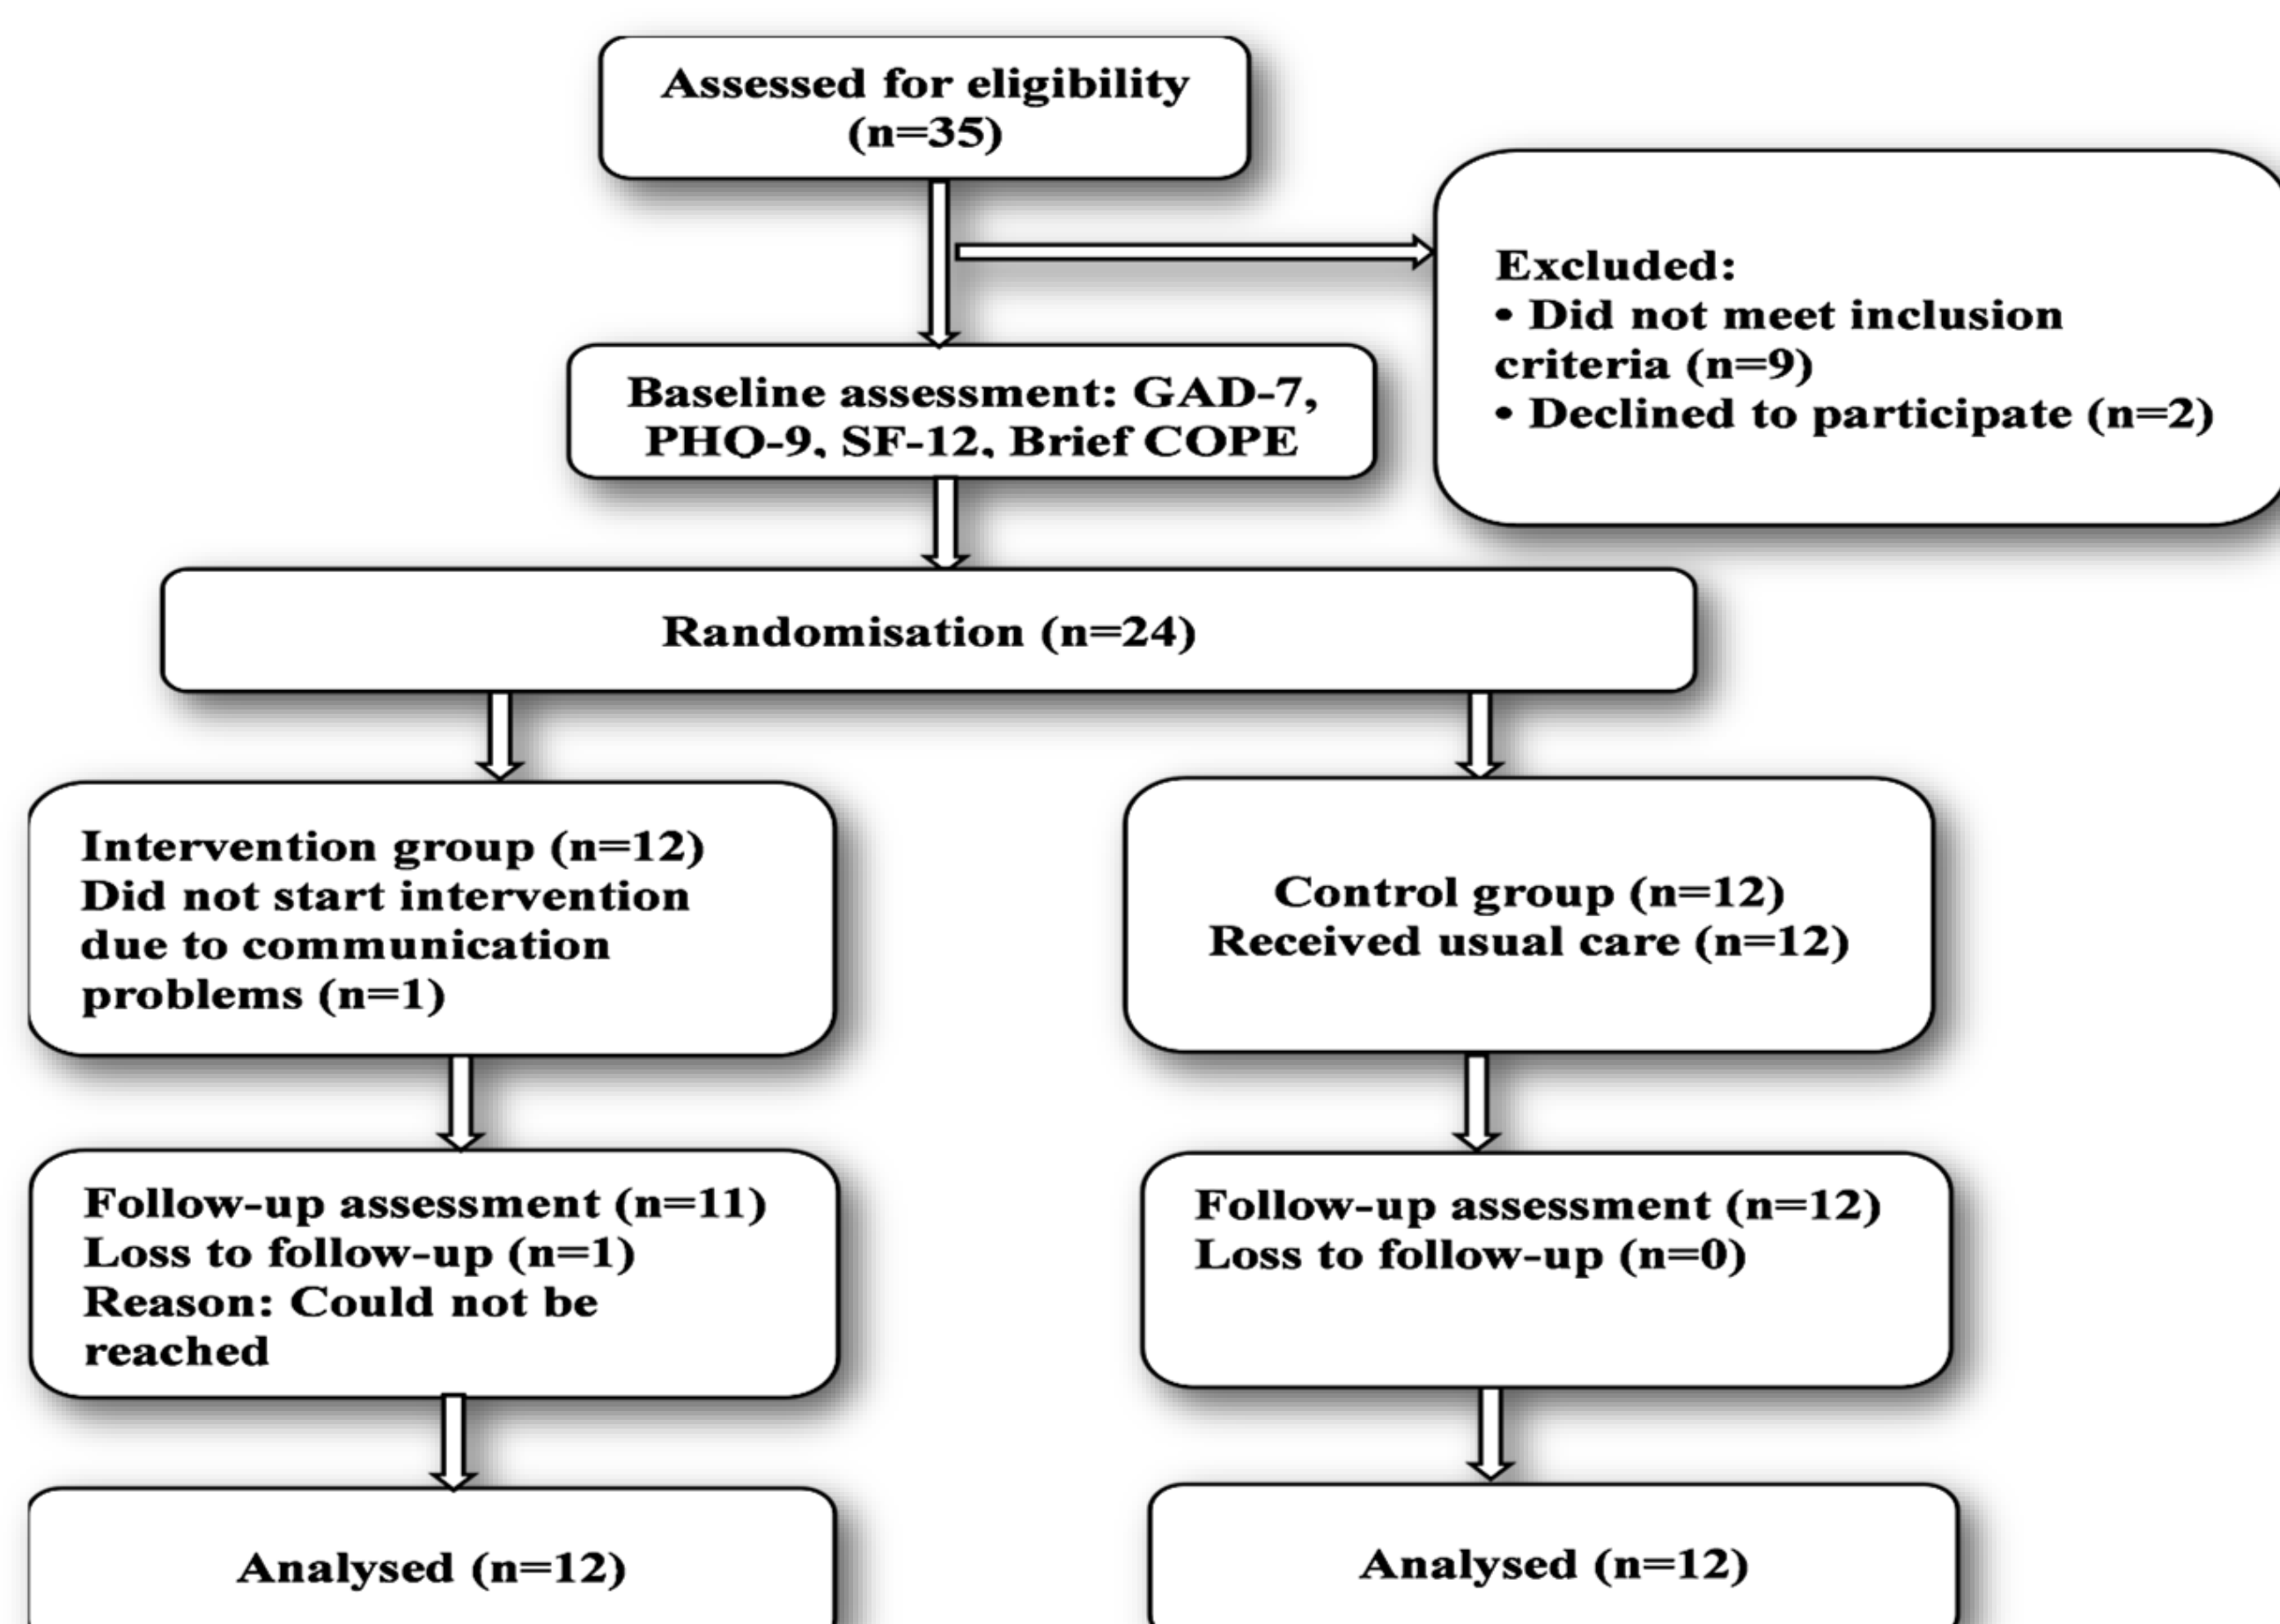 Assessed for eligibility
(n=35)
Excluded:
• Did not meet inclusion
criteria (n=9)
• Declined to participate (n=2)
Baseline assessment: GAD-7,
PHQ-9, SF-12, Brief COPE
Randomisation (n=24)
Intervention group (n=12)
Did not start intervention
due to communication
problems (n=1)
Control group (n=12)
Received usual care (n=12)
Follow-up assessment (n=11)
Loss to follow-up (n=1)
Reason: Could not be
reached
Follow-up assessment (n=12)
Loss to follow-up (n=0)
Analysed (n=12)
Analysed (n=12)